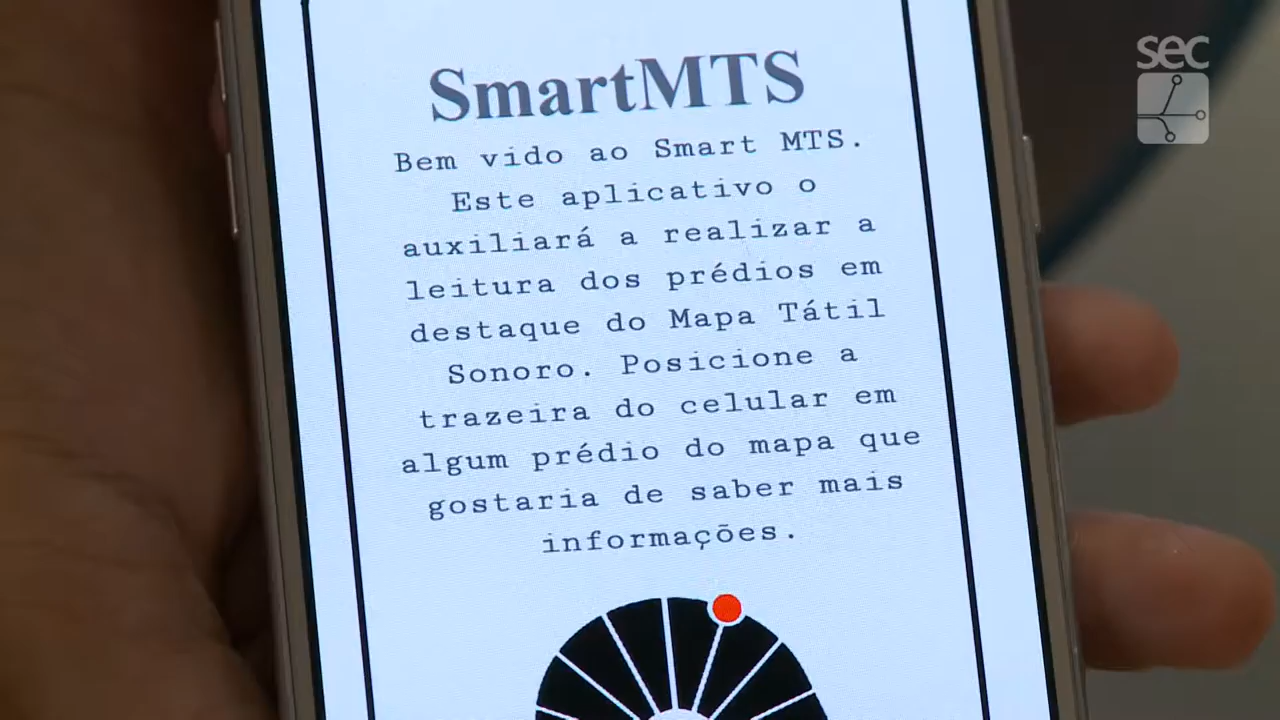 sec
SmartMTS
Bem vido ao Smart MTS.
Este aplicativo o
auxiliará a realizar a
leitura dos prédios em
destaque do Mapa Tátil
Sonoro. Posicione a
trazeira do celular em
algum prédio do mapa que
gostaria de saber mais
informações.